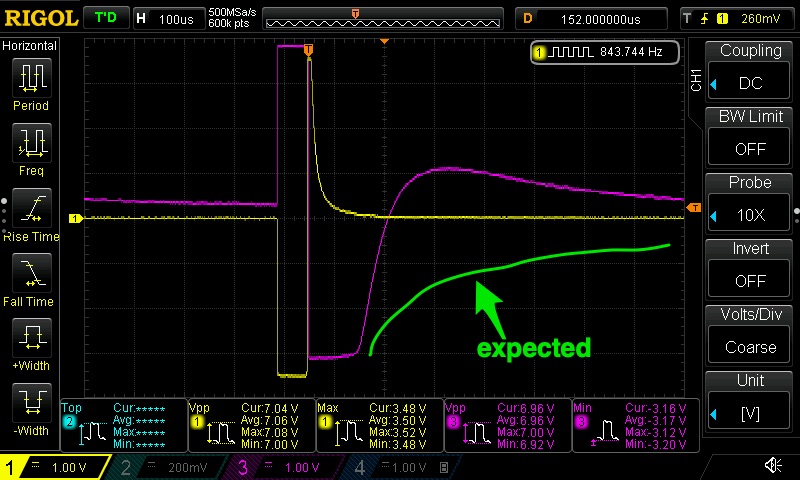 RIGOL T'D H 100us 500MSa/s 600k pts T D 152.000000us T 1 260mV
Horizontal
Period
Freq
Rise Time
Fall Time
+Width
-Width
T
1 843.744 Hz
1
T
expected
CH1
Coupling
DC
BW Limit
OFF
Probe
10X
Invert
OFF
Volts/Div
Coarse
Unit
[V]
Top 2 Cur:*****
Avg:*****
Max:*****
Min:*****
Vpp 1 Cur:7.04 V
Avg:7.06 V
Max:7.08 V
Min:7.00 V
Max 1 Cur:3.48 V
Avg:3.50 V
Max:3.52 V
Min:3.48 V
Vpp 3 Cur:6.96 V
Avg:6.96 V
Max:7.00 V
Min:6.92 V
Min 3 Cur:-3.16 V
Avg:-3.17 V
Max:-3.12 V
Min:-3.20 V
1 1.00 V 2 200mV 3 1.00 V 4 1.00 V B